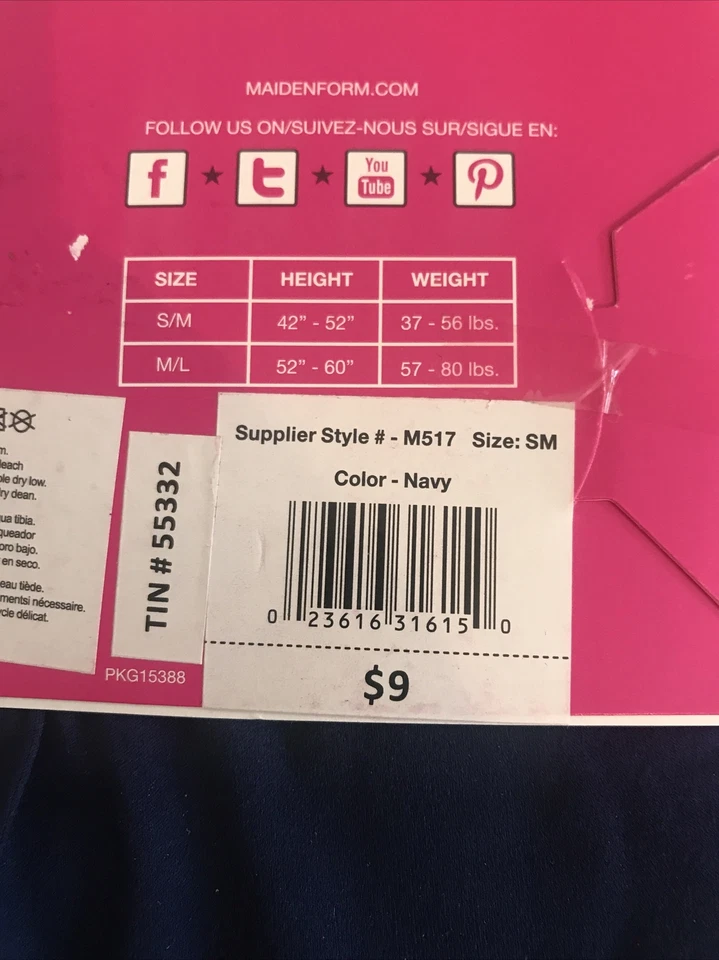 MAIDENFORM.COM
FOLLOW US ON/SUIVEZ-NOUS SUR/SIGUE EN:
f ★ t ★ You Tube ★ P
SIZE HEIGHT WEIGHT
S/M 42” - 52” 37 - 56 lbs.
M/L 52” - 60” 57 - 80 lbs.
m.
leach
ble dry low.
ry dean.
ua tibia.
queador
oro bajo.
en seco.
eau tiède.
mentsi nécessaire.
cle délicat.
TIN # 55332
PKG15388
Supplier Style # - M517 Size: SM
Color - Navy
0 23616 31615 0
$9